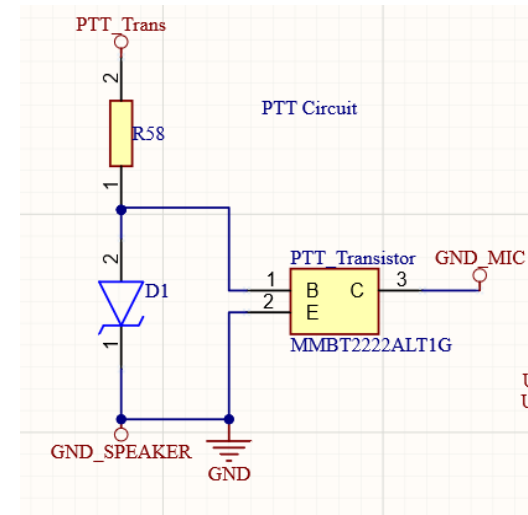 PTT_Trans
2
PTT Circuit
R58
1
2
D1
1
PTT_Transistor
GND_MIC
1
B
C
3
2
E
MMBT2222ALT1G
GND_SPEAKER
GND